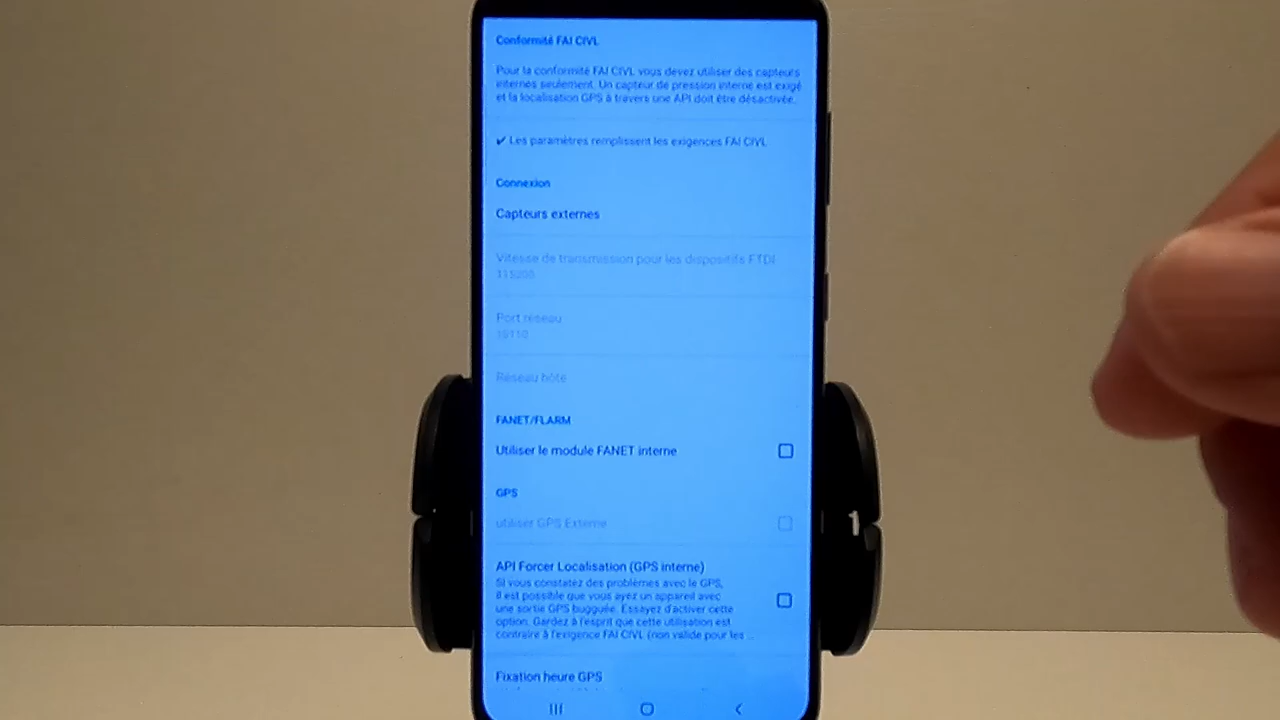 Conformité FAI CIVL
Pour la conformité FAI CIVL vous devez utiliser des capteurs
internes seulement. Un capteur de pression interne est exigé
et la localisation GPS à travers une API doit être désactivée.
✔ Les paramètres remplissent les exigences FAI CIVL
Connexion
Capteurs externes
Vitesse de transmission pour les dispositifs FTDI
115200
Port réseau
Réseau hôte
FANET/FLARM
Utiliser le module FANET interne
GPS
utiliser GPS Externe
API Forcer Localisation (GPS interne)
Si vous constatez des problèmes avec le GPS,
il est possible que vous ayez un appareil avec
une sortie GPS bugguée. Essayez d'activer cette
option. Gardez à l'esprit que cette utilisation est
contraire à l'exigence FAI CIVL (non valide pour les ...
Fixation heure GPS